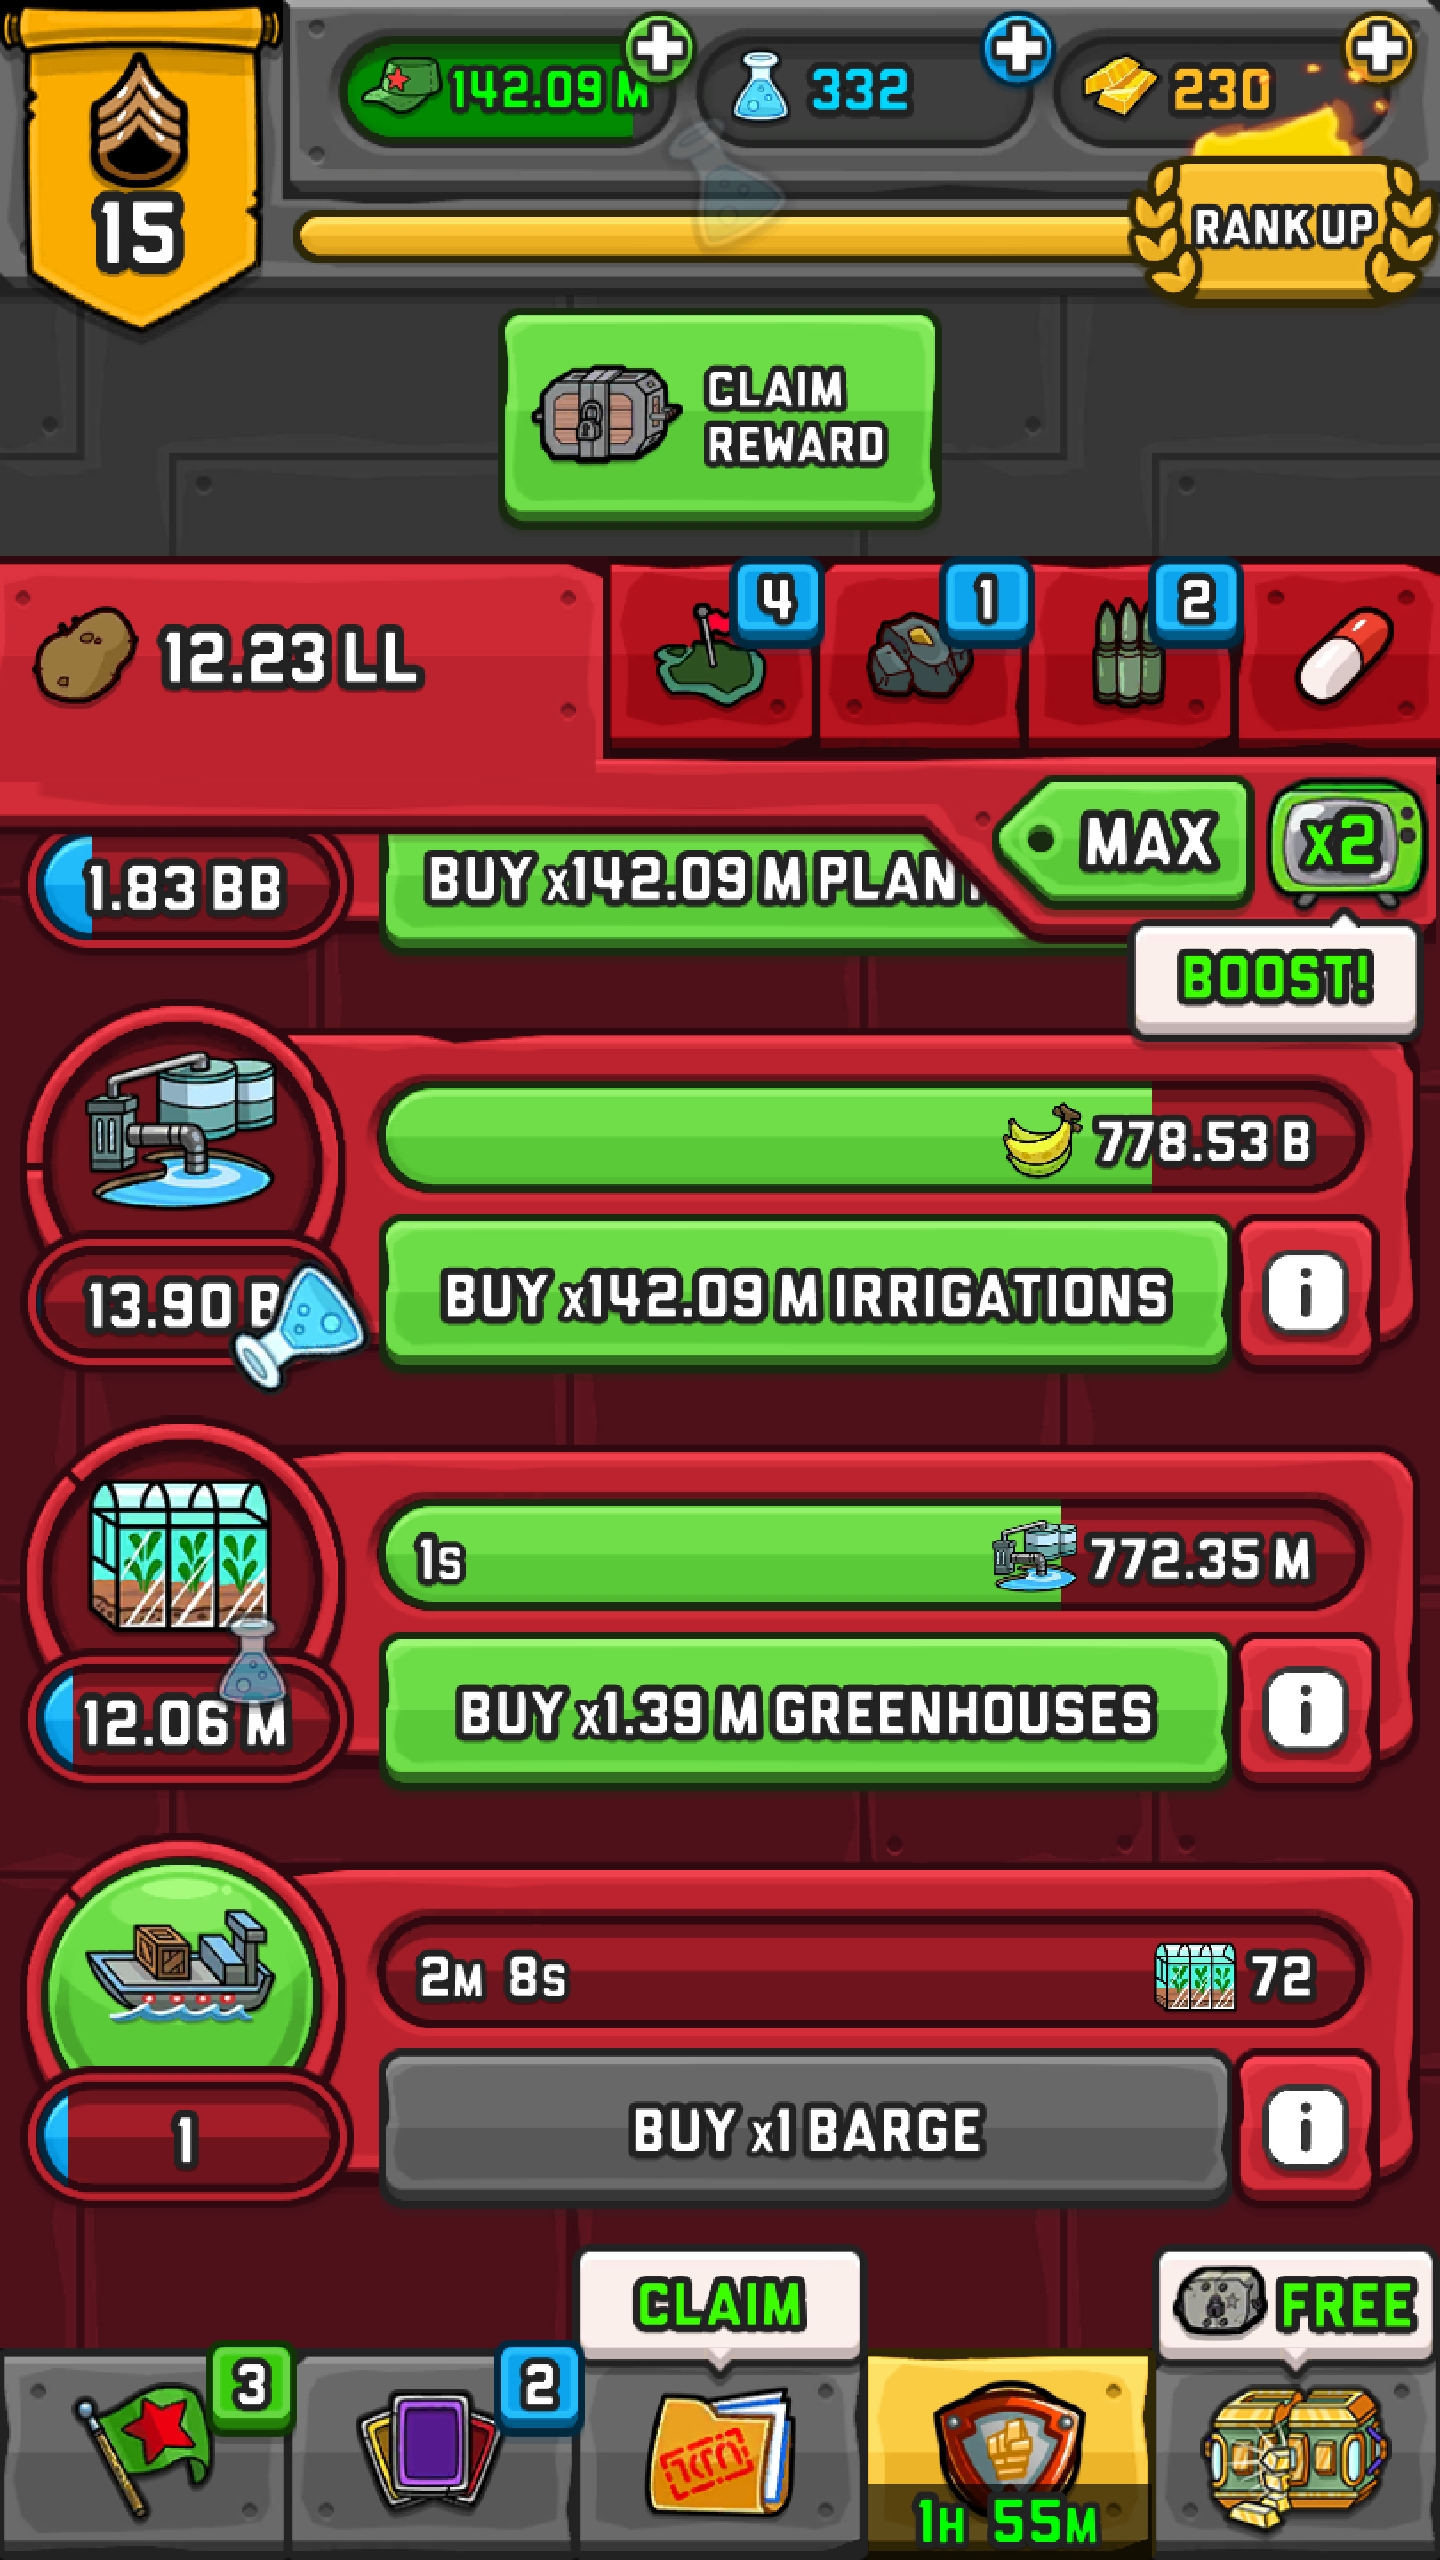 142.09 M
332
230
15
RANK UP
CLAIM
REWARD
12.23 LL
4
1
2
MAX
x2
1.83 BB
BUY x142.09 M PLANT
BOOST!
778.53 B
13.90 B
BUY x142.09 M IRRIGATIONS
1s
772.35 M
12.06 M
BUY x1.39 M GREENHOUSES
2M 8s
72
1
BUY x1 BARGE
CLAIM
FREE
3
2
1H 55M